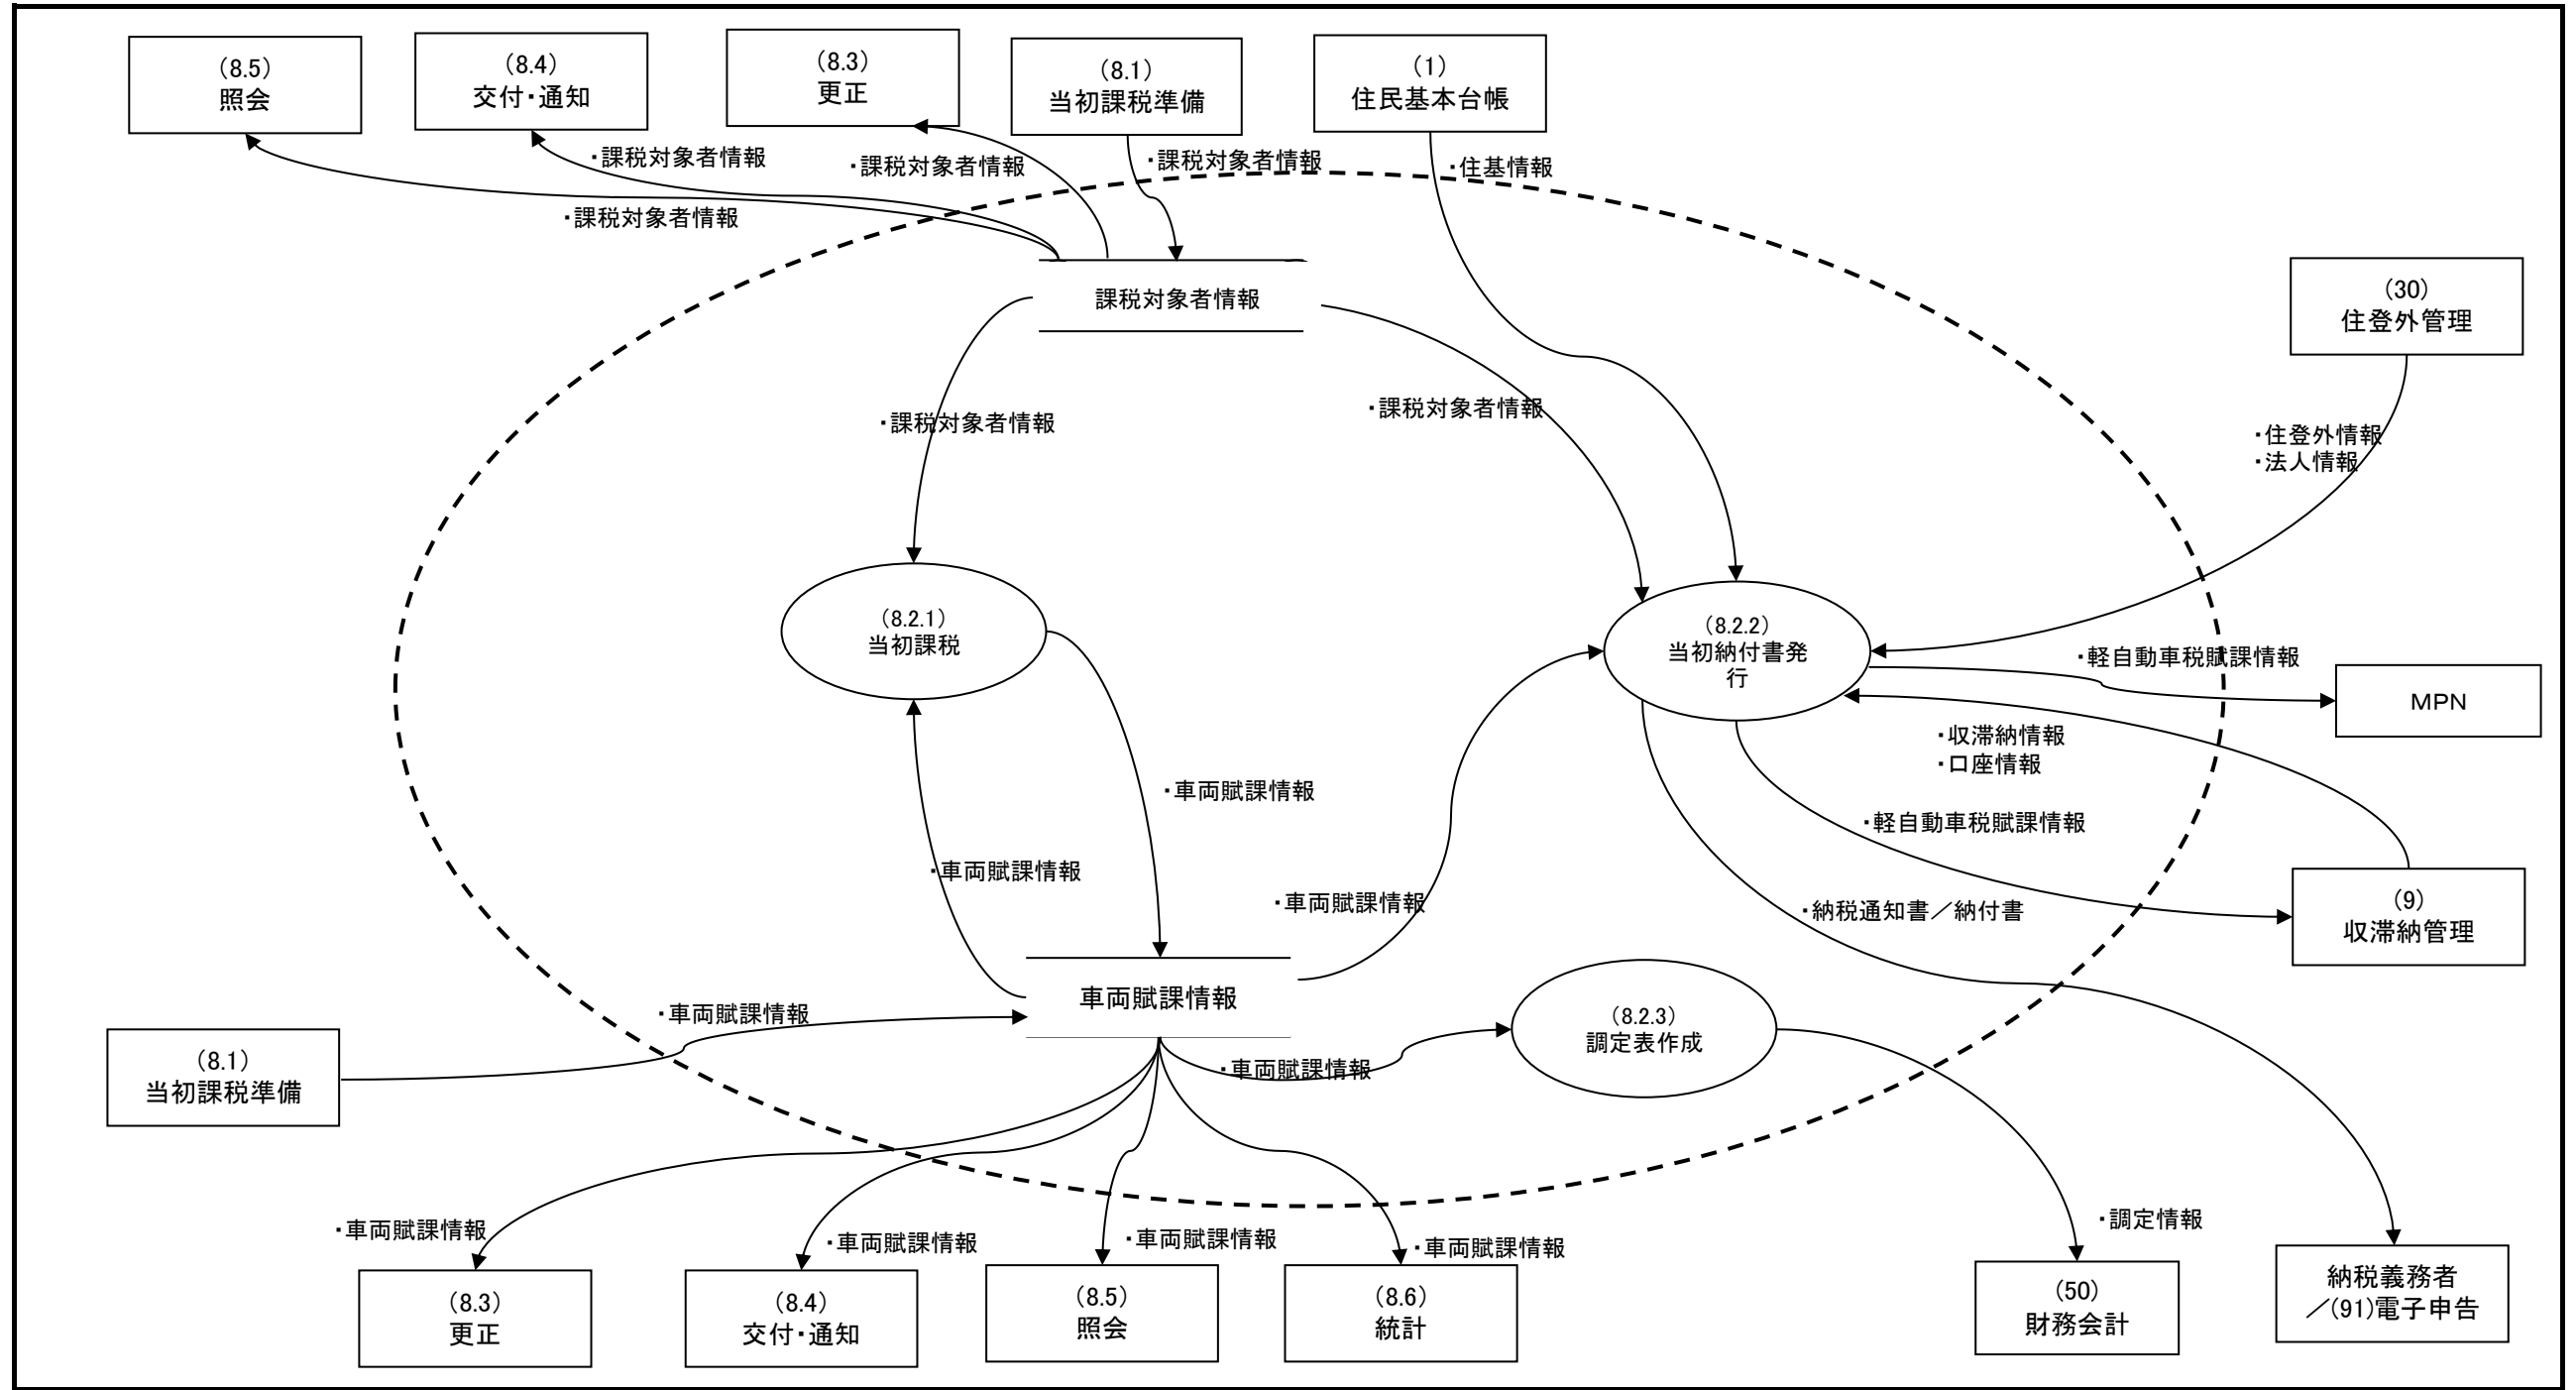 （8.5）
照会
（8.4）
交付・通知
（8.3）
更正
（8.1）
当初課税準備
（1）
住民基本台帳
・課税対象者情報
・課税対象者情報
・課税対象者情報
・住基情報
・課税対象者情報
課税対象者情報
（30）
住登外管理
・課税対象者情報
・課税対象者情報
・住登外情報
・法人情報
（8.2.1）
当初課税
（8.2.2）
当初納付書発
行
・軽自動車税賦課情報
MPN
・収滞納情報
・口座情報
・車両賦課情報
・軽自動車税賦課情報
・車両賦課情報
・車両賦課情報
・納税通知書／納付書
（9）
収滞納管理
車両賦課情報
・車両賦課情報
（8.2.3）
調定表作成
（8.1）
当初課税準備
・車両賦課情報
・車両賦課情報
・車両賦課情報
・車両賦課情報
・車両賦課情報
・調定情報
（8.3）
更正
（8.4）
交付・通知
（8.5）
照会
（8.6）
統計
（50）
財務会計
納税義務者
／(91)電子申告